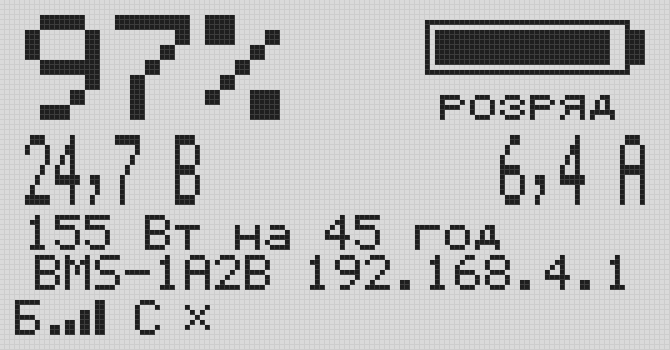 97%
РОЗРЯД
24,7 В 6,4 А
155 Вт на 45 год
BMS-1A2B 192.168.4.1
Б С ×